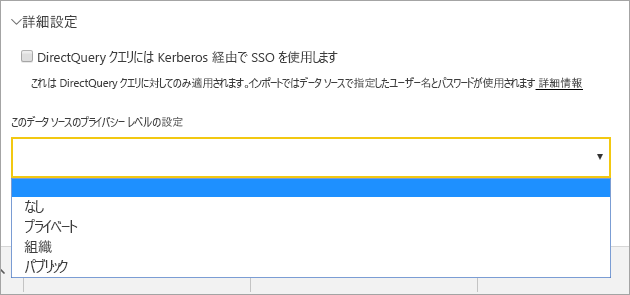 詳細設定
DirectQuery クエリには Kerberos 経由で SSO を使用します
これは DirectQuery クエリに対してのみ適用されます。インポートではデータ ソースで指定したユーザー名とパスワードが使用されます 詳細情報
このデータ ソースのプライバシー レベルの設定
なし
プライベート
組織
パブリック